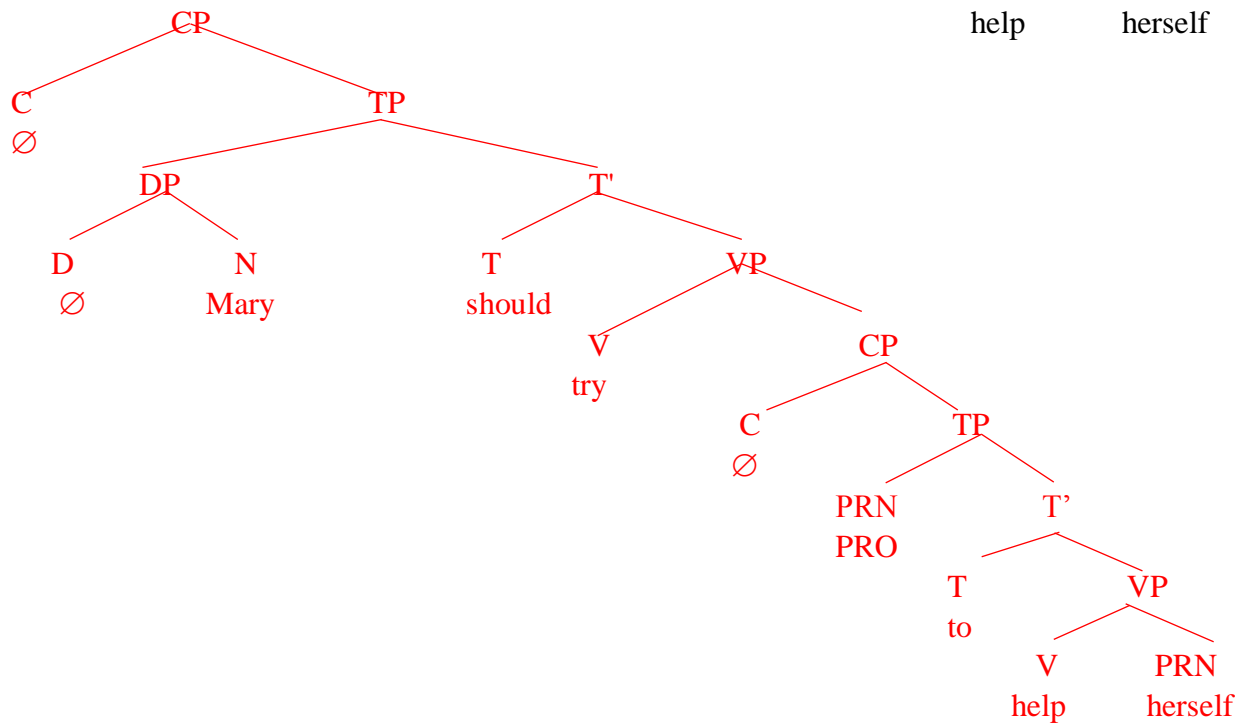 help herself
CP
C TP
∅
DP T'
D N T VP
∅ Mary should
V CP
try
C TP
∅
PRN T’
PRO
T VP
to
V PRN
help herself